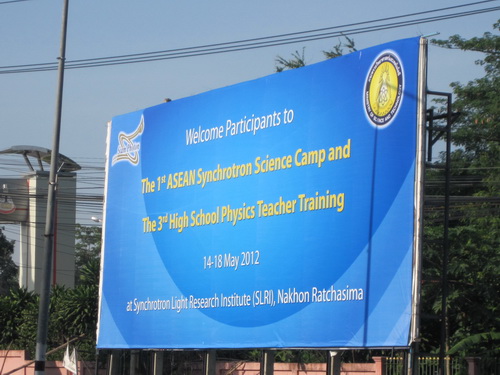 Welcome Participants to
The 1st ASEAN Synchrotron Science Camp and
The 3rd High School Physics Teacher Training
14-18 May 2012
at Synchrotron Light Research Institute (SLRI), Nakhon Ratchasima